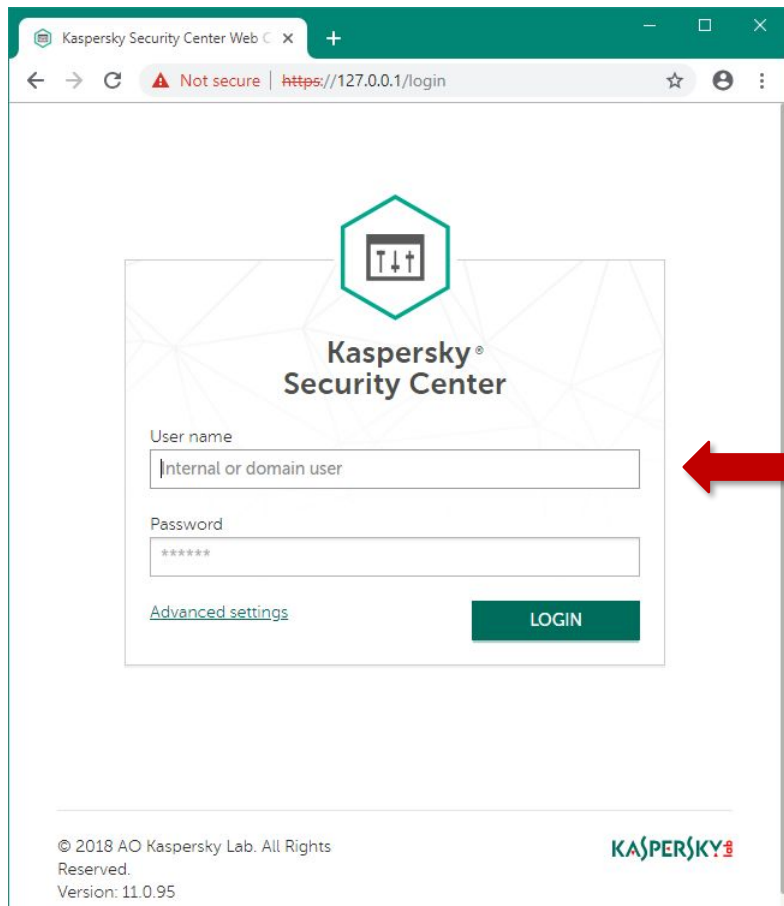 Kaspersky Security Center Web C
Not secure | https://127.0.0.1/login
Kaspersky®
Security Center
User name
Internal or domain user
Password
******
Advanced settings
LOGIN
© 2018 AO Kaspersky Lab. All Rights
Reserved.
Version: 11.0.95
KASPERSKY lab